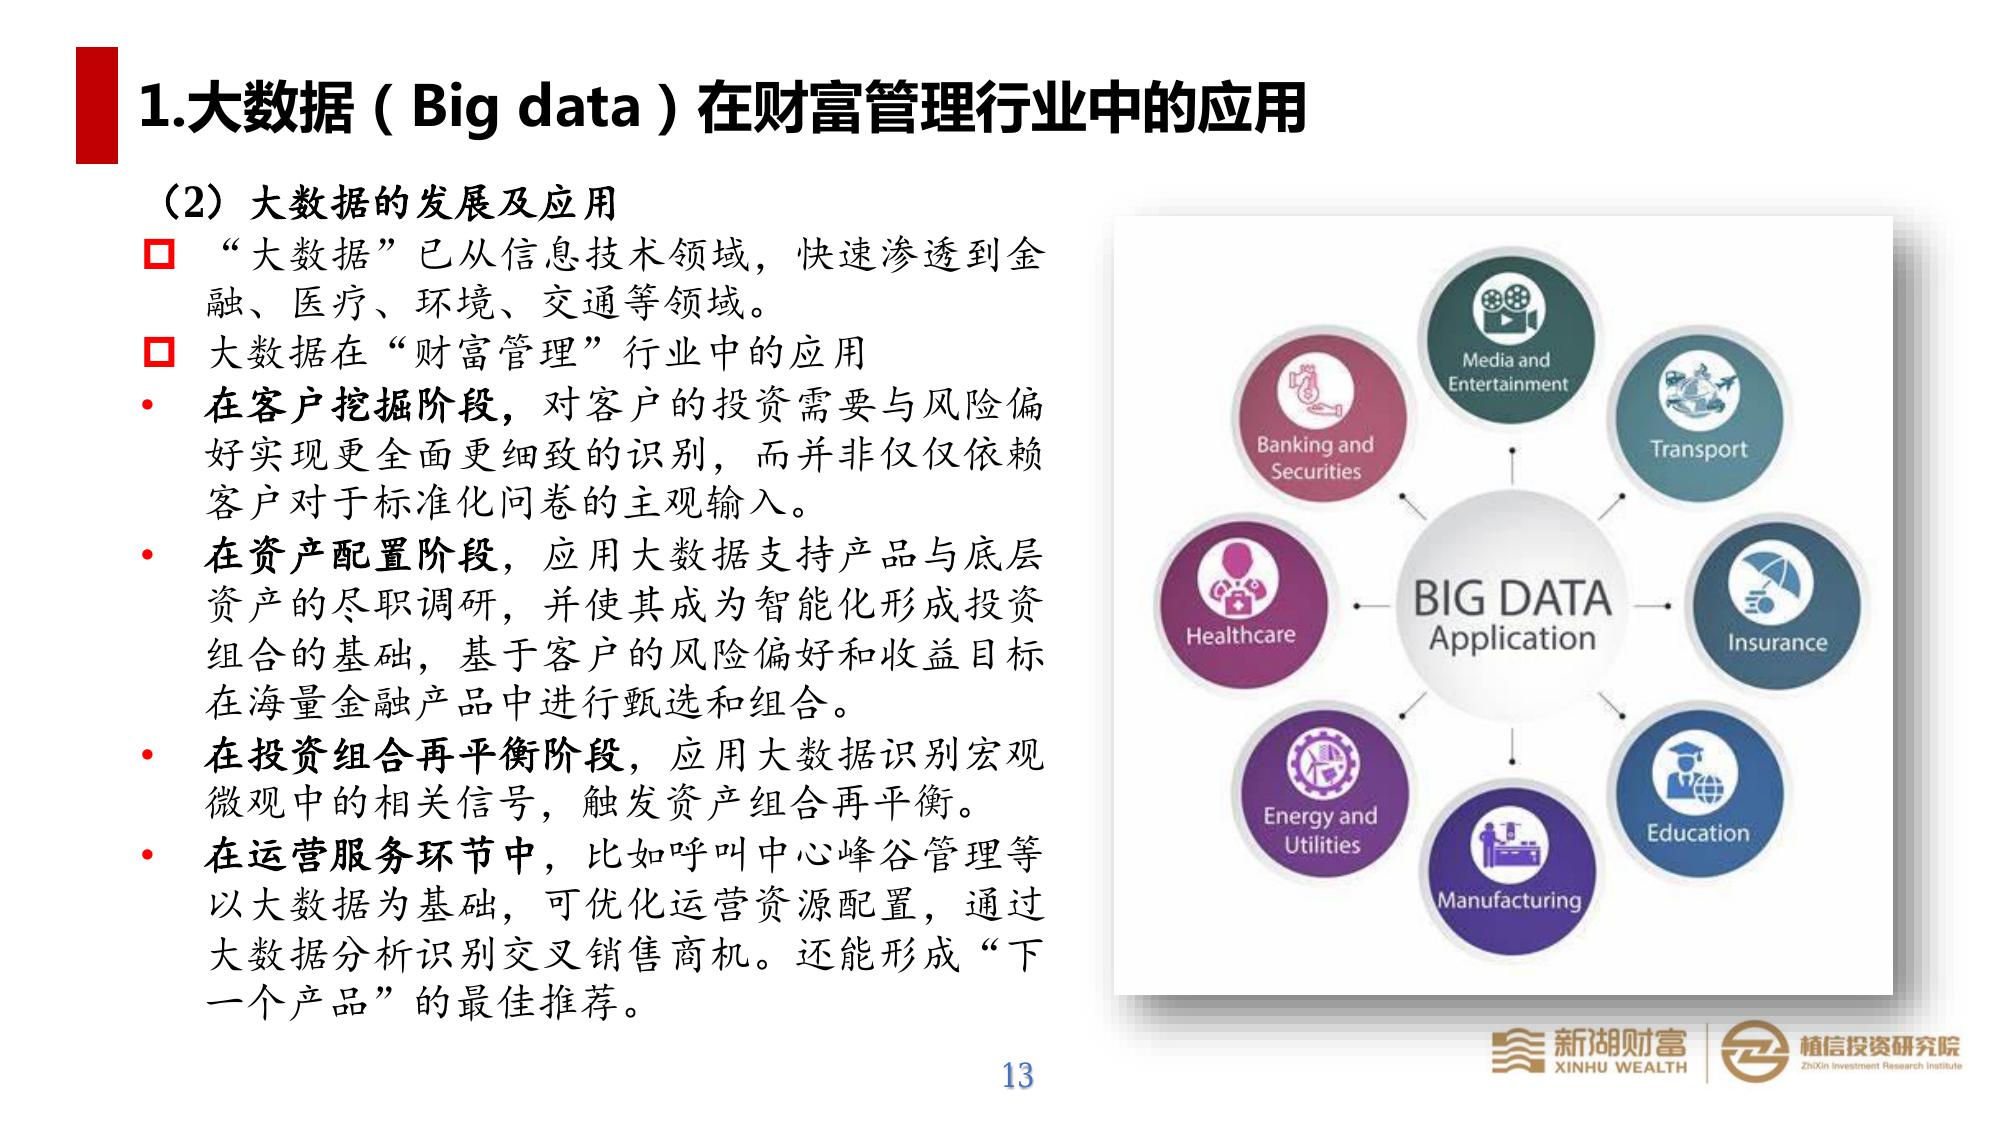 1.大数据（Big data）在财富管理行业中的应用
（2）大数据的发展及应用
“大数据”已从信息技术领域，快速渗透到金
融、医疗、环境、交通等领域。
大数据在“财富管理”行业中的应用
• 在客户挖掘阶段，对客户的投资需要与风险偏
好实现更全面更细致的识别，而并非仅仅依赖
客户对于标准化问卷的主观输入。
• 在资产配置阶段，应用大数据支持产品与底层
资产的尽职调研，并使其成为智能化形成投资
组合的基础，基于客户的风险偏好和收益目标
在海量金融产品中进行甄选和组合。
• 在投资组合再平衡阶段，应用大数据识别宏观
微观中的相关信号，触发资产组合再平衡。
• 在运营服务环节中，比如呼叫中心峰谷管理等
以大数据为基础，可优化运营资源配置，通过
大数据分析识别交叉销售商机。还能形成“下
一个产品”的最佳推荐。
Media and
Entertainment
Banking and
Securities
Transport
Healthcare
BIG DATA
Application
Insurance
Energy and
Utilities
Education
Manufacturing
13
新湖财富
XINHU WEALTH
植信投资研究院
ZhiXin Investment Research Institute